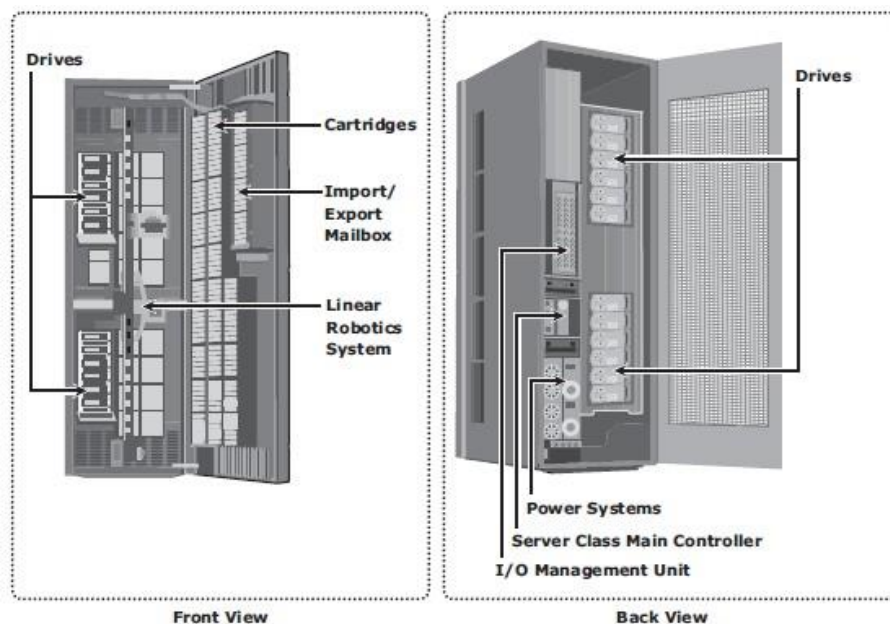 Drives
Cartridges
Import/
Export
Mailbox
Linear
Robotics
System
Front View
Drives
Power Systems
Server Class Main Controller
I/O Management Unit
Back View